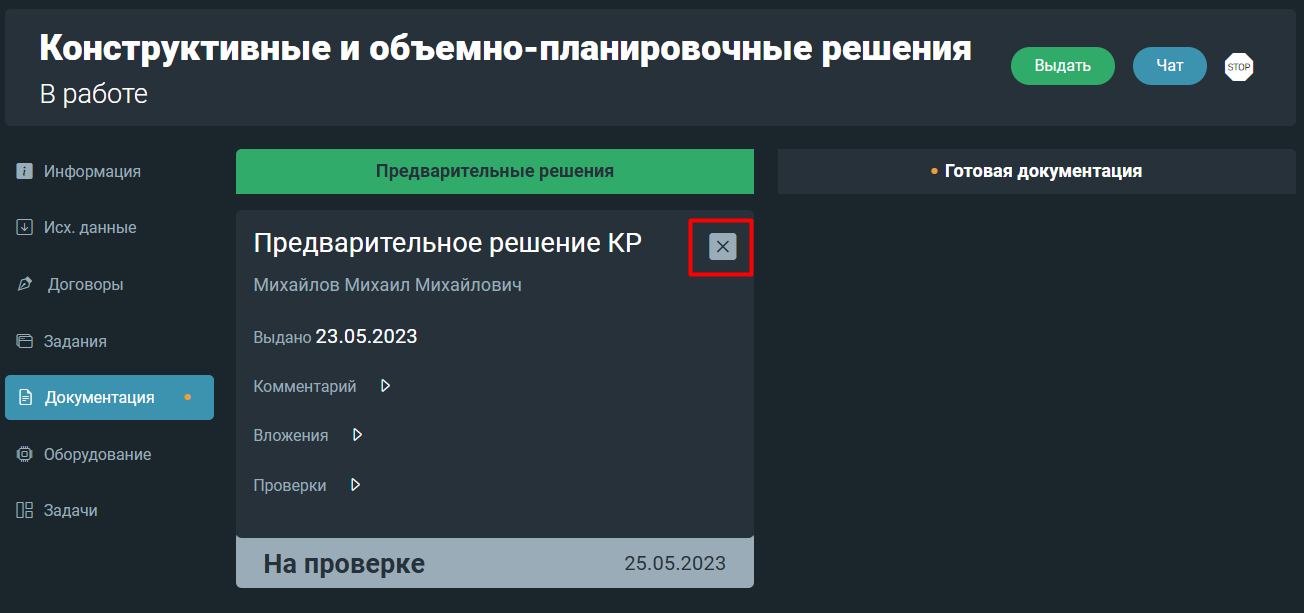 Конструктивные и объемно-планировочные решения
В работе
Выдать
Чат
STOP
Информация
Исх. данные
Договоры
Задания
Документация
Оборудование
Задачи
Предварительные решения
Готовая документация
Предварительное решение КР
Михайлов Михаил Михайлович
Выдано 23.05.2023
Комментарий
Вложения
Проверки
На проверке 25.05.2023